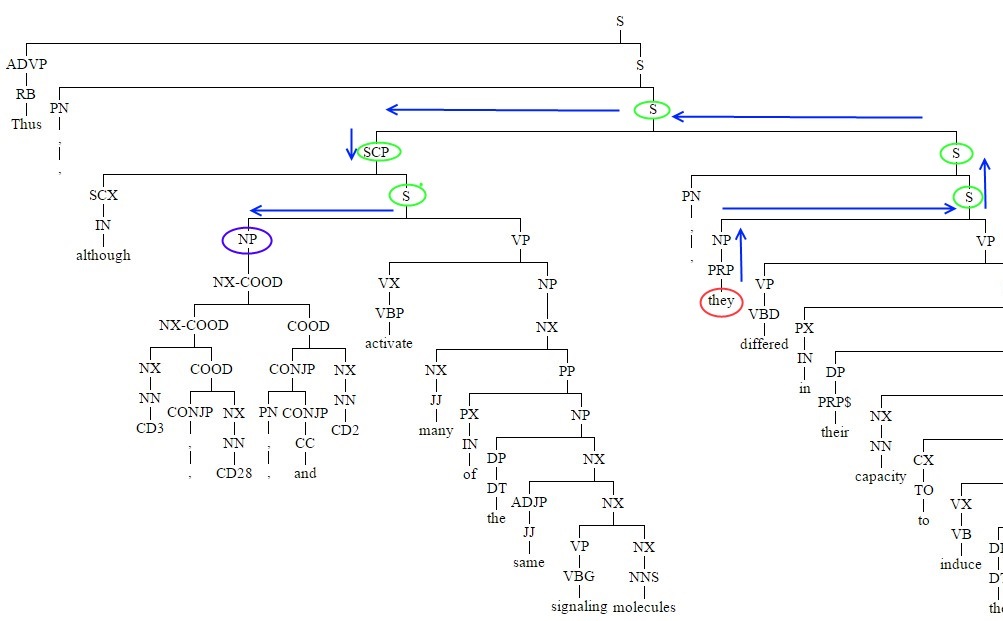 S
ADVP S
RB PN S
Thus ,
,
SCP S
SCX S PN S
IN NP VP , NP VP
although ,
PRP
NX-COOD VX NP they VP
VBP VBD
NX-COOD COOD activate NX differed PX
NX COOD CONJP NX NX PP IN DP
NN CONJP NX PN CONJP NN JJ PX NP in PRP$ NX
CD3 , NN , CC CD2 many IN DP NX their NN CX
, CD28 , and of DT ADJP NX capacity TO VX
the JJ to VB DI
same VP NX induce DT
VBG NNS the
signaling molecules